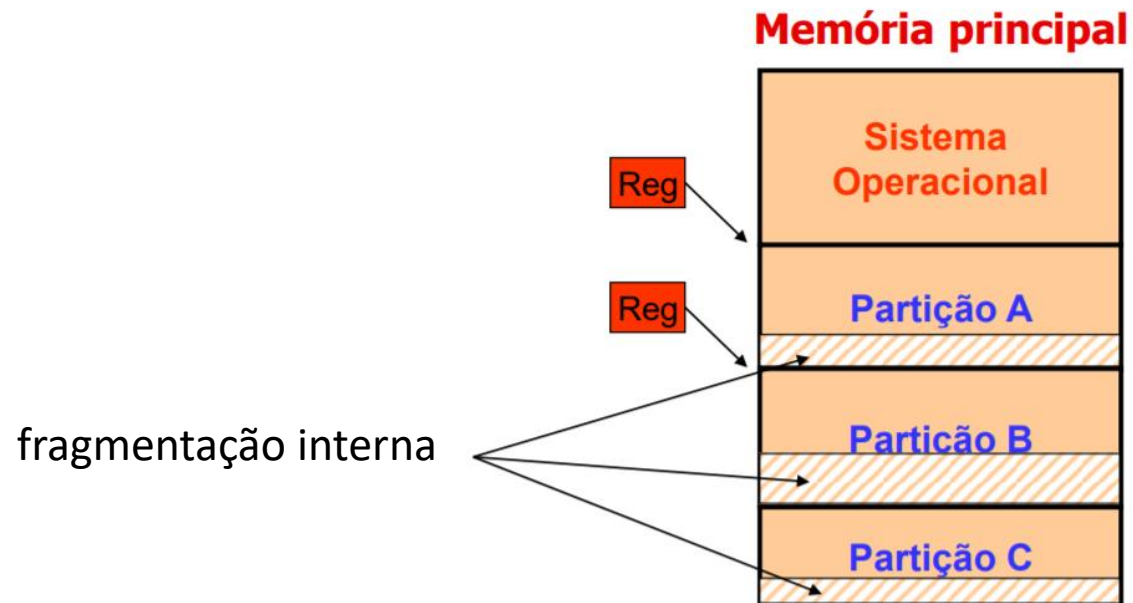 Memória principal
Sistema
Operacional
Reg
Reg
Partição A
fragmentação interna
Partição B
Partição C